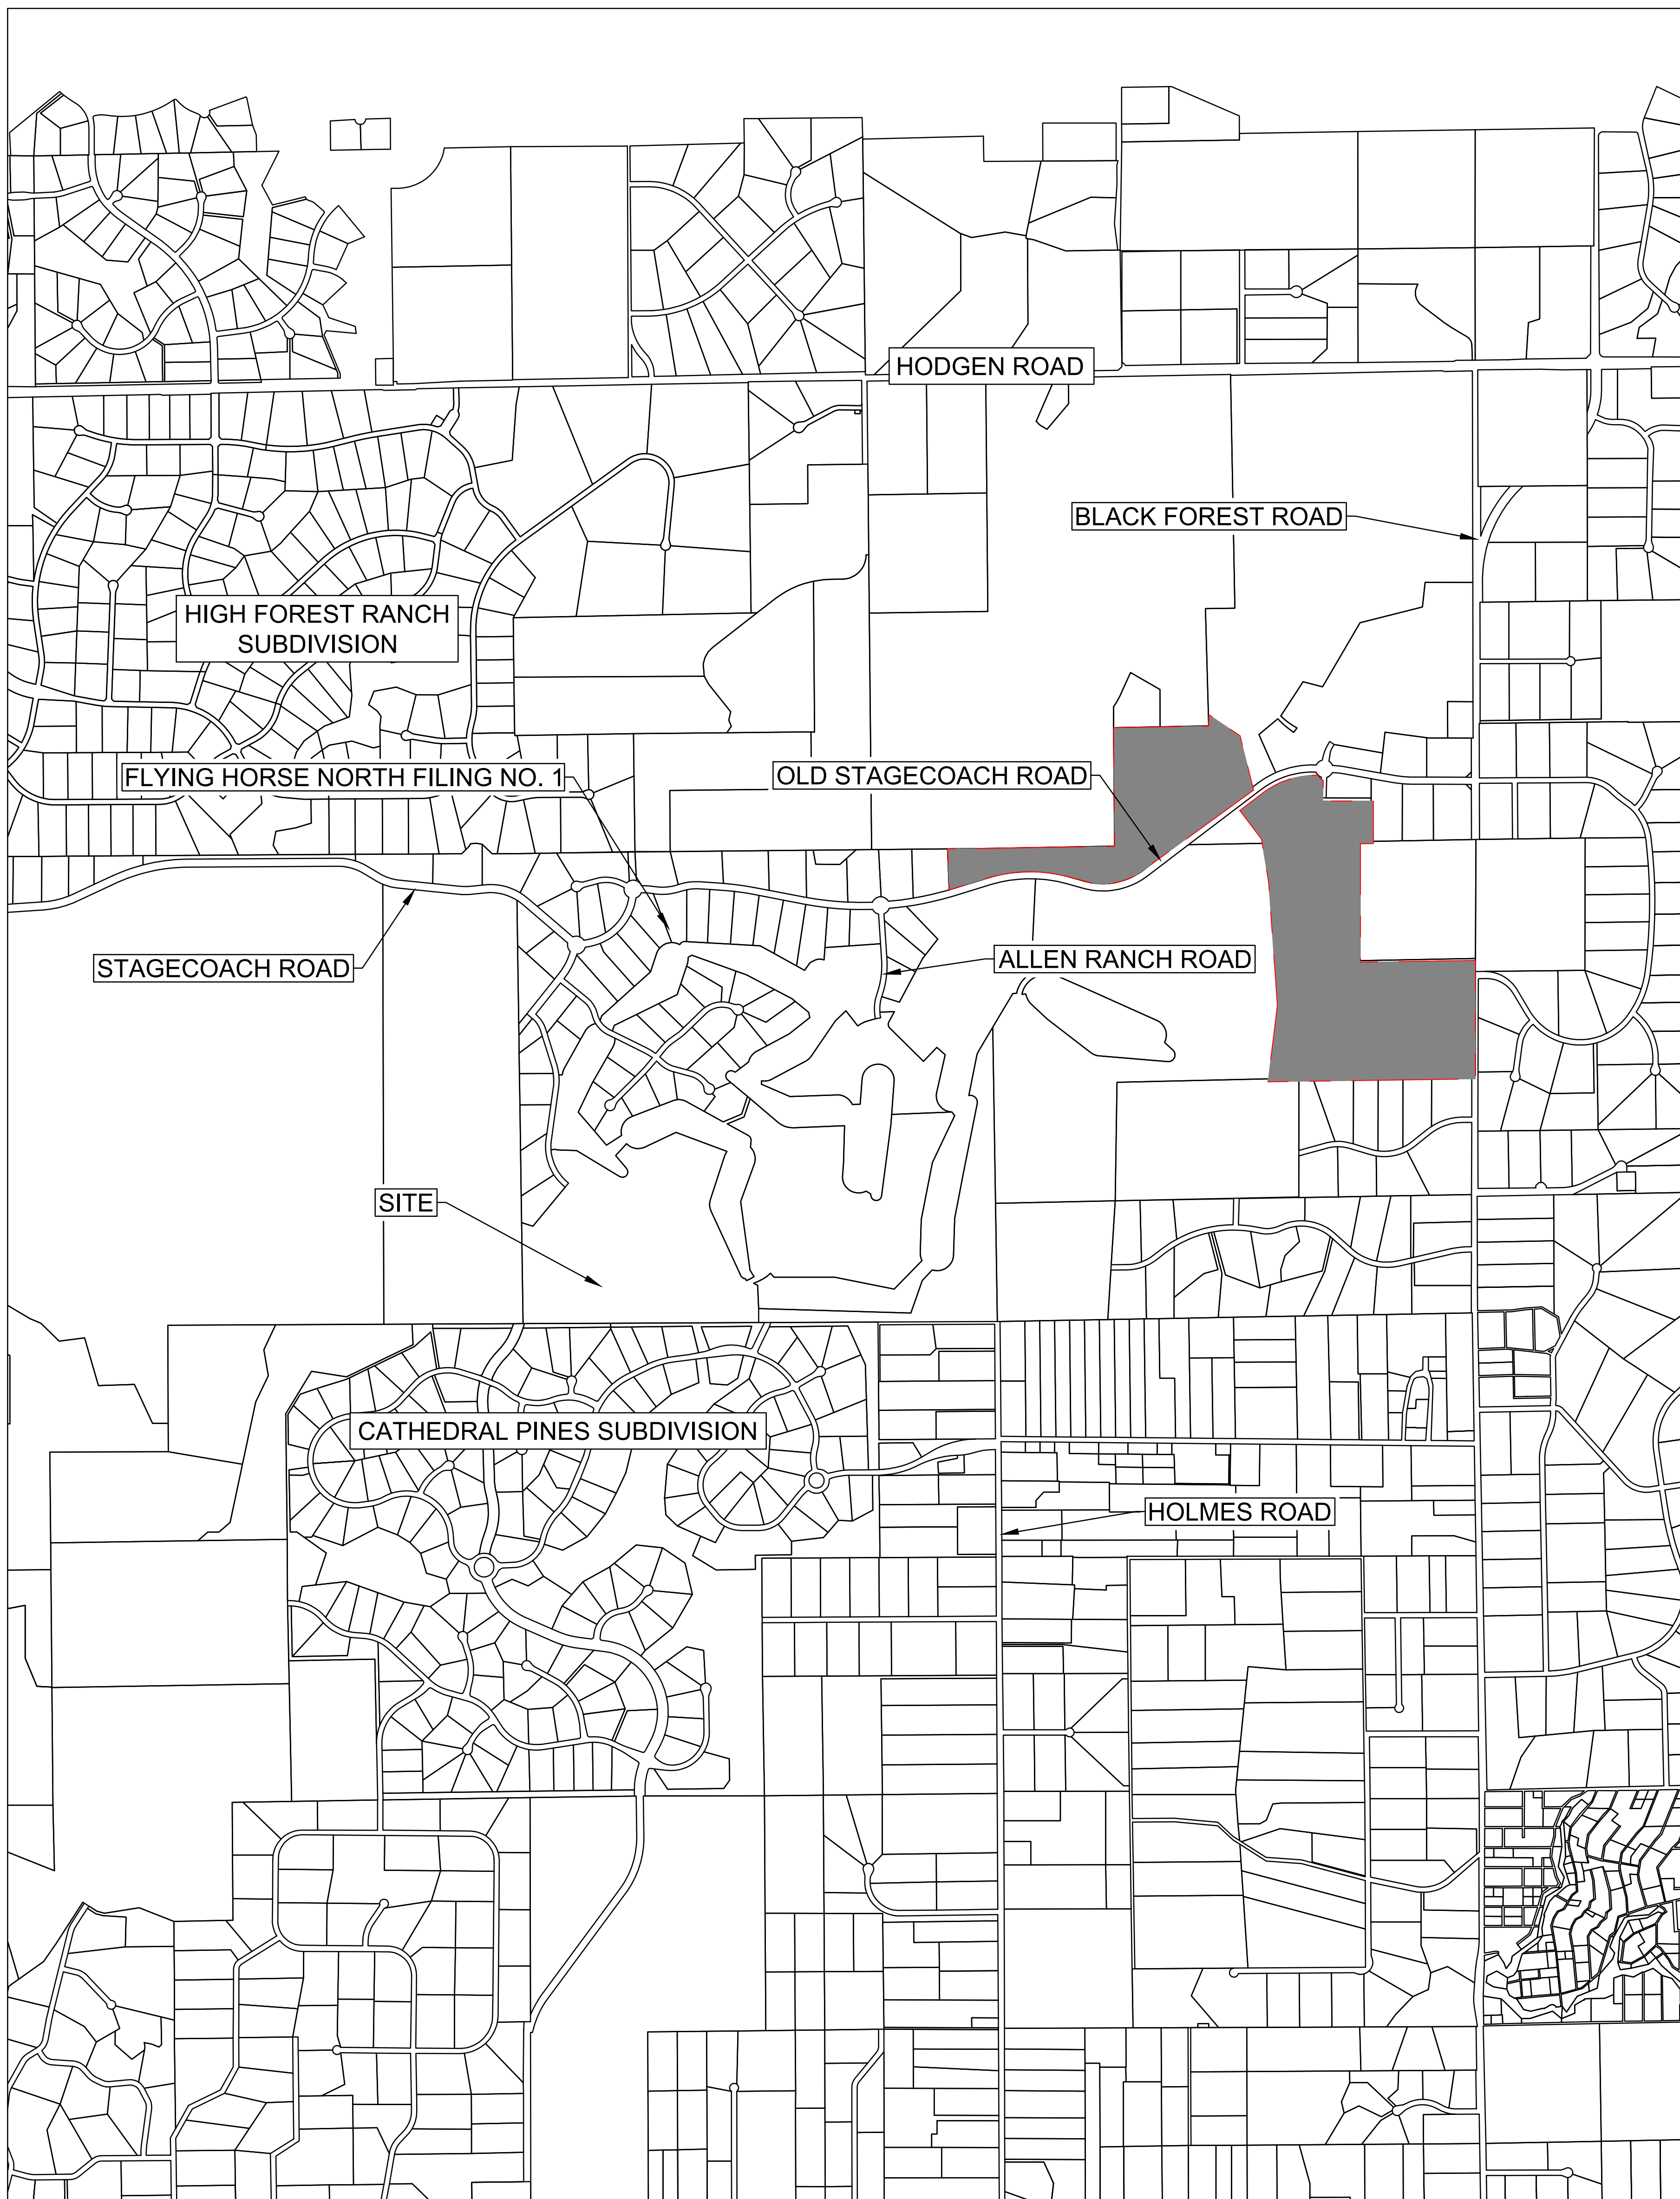 HODGEN ROAD
BLACK FOREST ROAD
HIGH FOREST RANCH
SUBDIVISION
FLYING HORSE NORTH FILING NO. 1
OLD STAGECOACH ROAD
STAGECOACH ROAD
ALLEN RANCH ROAD
SITE
CATHEDRAL PINES SUBDIVISION
HOLMES ROAD